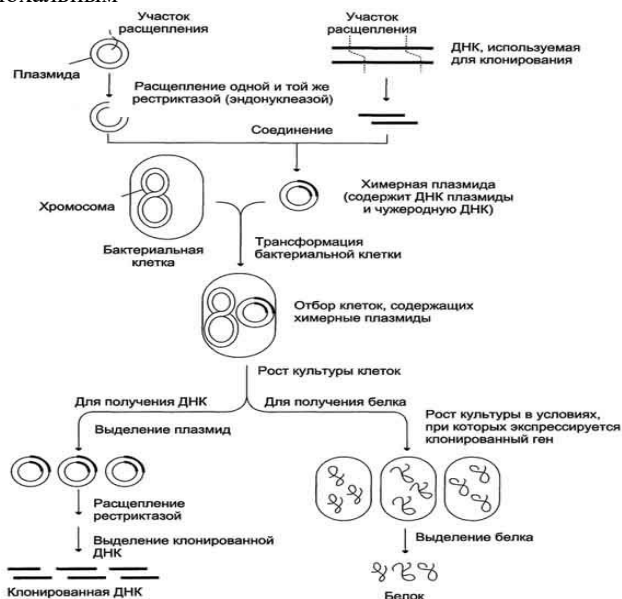 Участок
расщепления
Участок
расщепления
ДНК, используемая
для клонирования
Плазмида
Расщепление одной и той же
рестриктазой (эндонуклеазой)
Соединение
Хромосома
Химерная плазмида
(содержит ДНК плазмиды
и чужеродную ДНК)
Бактериальная
клетка
Трансформация
бактериальной клетки
Отбор клеток, содержащих
химерные плазмиды
Рост культуры клеток
Для получения ДНК
Для получения белка
Выделение плазмид
Рост культуры в условиях,
при которых экспрессируется
клонированный ген
Расщепление
рестриктазой
Выделение клонированной
ДНК
Выделение белка
Клонированная ДНК
Белок